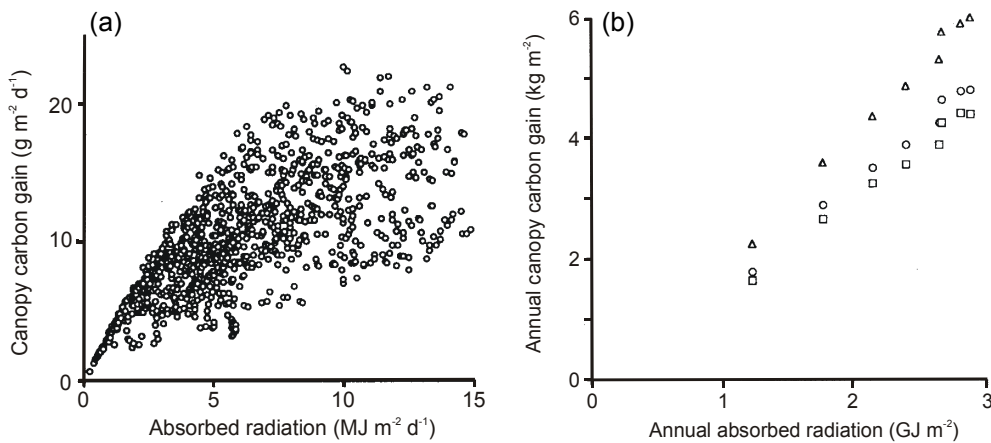 (a)
Canopy carbon gain (g m⁻² d⁻¹)
20
10
0
0 5 10 15
Absorbed radiation (MJ m⁻² d⁻¹)
(b)
Annual canopy carbon gain (kg m⁻²)
6
4
2
0
0 1 2 3
Annual absorbed radiation (GJ m⁻²)